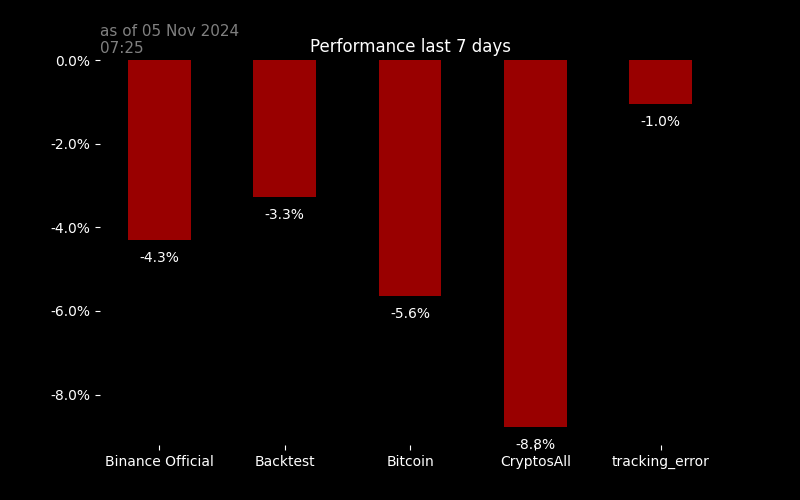 as of 05 Nov 2024
07:25
Performance last 7 days
0.0%
-2.0%
-4.0%
-6.0%
-8.0%
-4.3%
-3.3%
-5.6%
-8.8%
-1.0%
Binance Official
Backtest
Bitcoin
CryptosAll
tracking_error